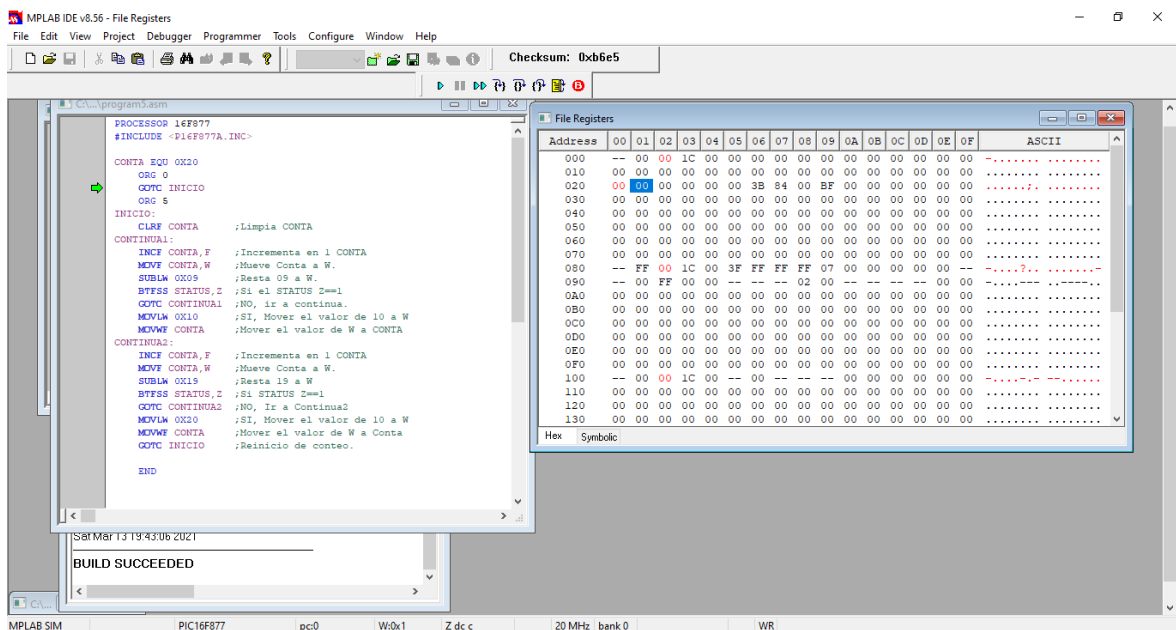 MPLAB IDE v8.56 - File Registers
File Edit View Project Debugger Programmer Tools Configure Window Help
Checksum: 0xb6e5
C:\...\program5.asm
PROCESSOR 16F877
#INCLUDE <P16F877A.INC>
CONTA EQU 0X20
ORG 0
GOTO INICIO
ORG 5
INICIO:
CLRF CONTA ;Limpia CONTA
CONTINUA1:
INCF CONTA,F ;Incrementa en 1 CONTA
MOVF CONTA,W ;Mueve Conta a W.
SUBLW 0X09 ;Resta 09 a W.
BTFSS STATUS,Z ;Si el STATUS Z==1
GOTO CONTINUA1 ;NO, ir a continua.
MOVLW 0X10 ;SI, Mover el valor de 10 a W
MOVWF CONTA ;Mover el valor de W a CONTA
CONTINUA2:
INCF CONTA,F ;Incrementa en 1 CONTA
MOVF CONTA,W ;Mueve Conta a W.
SUBLW 0X19 ;Resta 19 a W
BTFSS STATUS,Z ;Si STATUS Z==1
GOTO CONTINUA2 ;NO, Ir a Continua2
MOVLW 0X20 ;SI, Mover el valor de 10 a W
MOVWF CONTA ;Mover el valor de W a Conta
GOTO INICIO ;Reinicio de conteo.
END
File Registers
Address 00 01 02 03 04 05 06 07 08 09 0A 0B 0C 0D 0E 0F ASCII
000 -- 00 00 1C 00 00 00 00 00 00 00 00 00 00 00 00 -....... ........
010 00 00 00 00 00 00 00 00 00 00 00 00 00 00 00 00 ........ ........
020 00 00 00 00 00 00 3B 84 00 BF 00 00 00 00 00 00 ......;. ........
030 00 00 00 00 00 00 00 00 00 00 00 00 00 00 00 00 ........ ........
040 00 00 00 00 00 00 00 00 00 00 00 00 00 00 00 00 ........ ........
050 00 00 00 00 00 00 00 00 00 00 00 00 00 00 00 00 ........ ........
060 00 00 00 00 00 00 00 00 00 00 00 00 00 00 00 00 ........ ........
070 00 00 00 00 00 00 00 00 00 00 00 00 00 00 00 00 ........ ........
080 -- FF 00 1C 00 3F FF FF FF 07 00 00 00 00 00 -- -....?.. .......-
090 -- 00 FF 00 00 -- -- -- 02 00 -- -- -- -- 00 00 -....--- ..----..
0A0 00 00 00 00 00 00 00 00 00 00 00 00 00 00 00 00 ........ ........
0B0 00 00 00 00 00 00 00 00 00 00 00 00 00 00 00 00 ........ ........
0C0 00 00 00 00 00 00 00 00 00 00 00 00 00 00 00 00 ........ ........
0D0 00 00 00 00 00 00 00 00 00 00 00 00 00 00 00 00 ........ ........
0E0 00 00 00 00 00 00 00 00 00 00 00 00 00 00 00 00 ........ ........
0F0 00 00 00 00 00 00 00 00 00 00 00 00 00 00 00 00 ........ ........
100 -- 00 00 1C 00 -- 00 -- -- -- 00 00 00 00 00 00 -....-.- --......
110 00 00 00 00 00 00 00 00 00 00 00 00 00 00 00 00 ........ ........
120 00 00 00 00 00 00 00 00 00 00 00 00 00 00 00 00 ........ ........
130 00 00 00 00 00 00 00 00 00 00 00 00 00 00 00 00 ........ ........
Hex Symbolic
Sat Mar 13 19:43:06 2021
BUILD SUCCEEDED
C:\...
MPLAB SIM PIC16F877 pc:0 W:0x1 Z dc c 20 MHz bank 0 WR